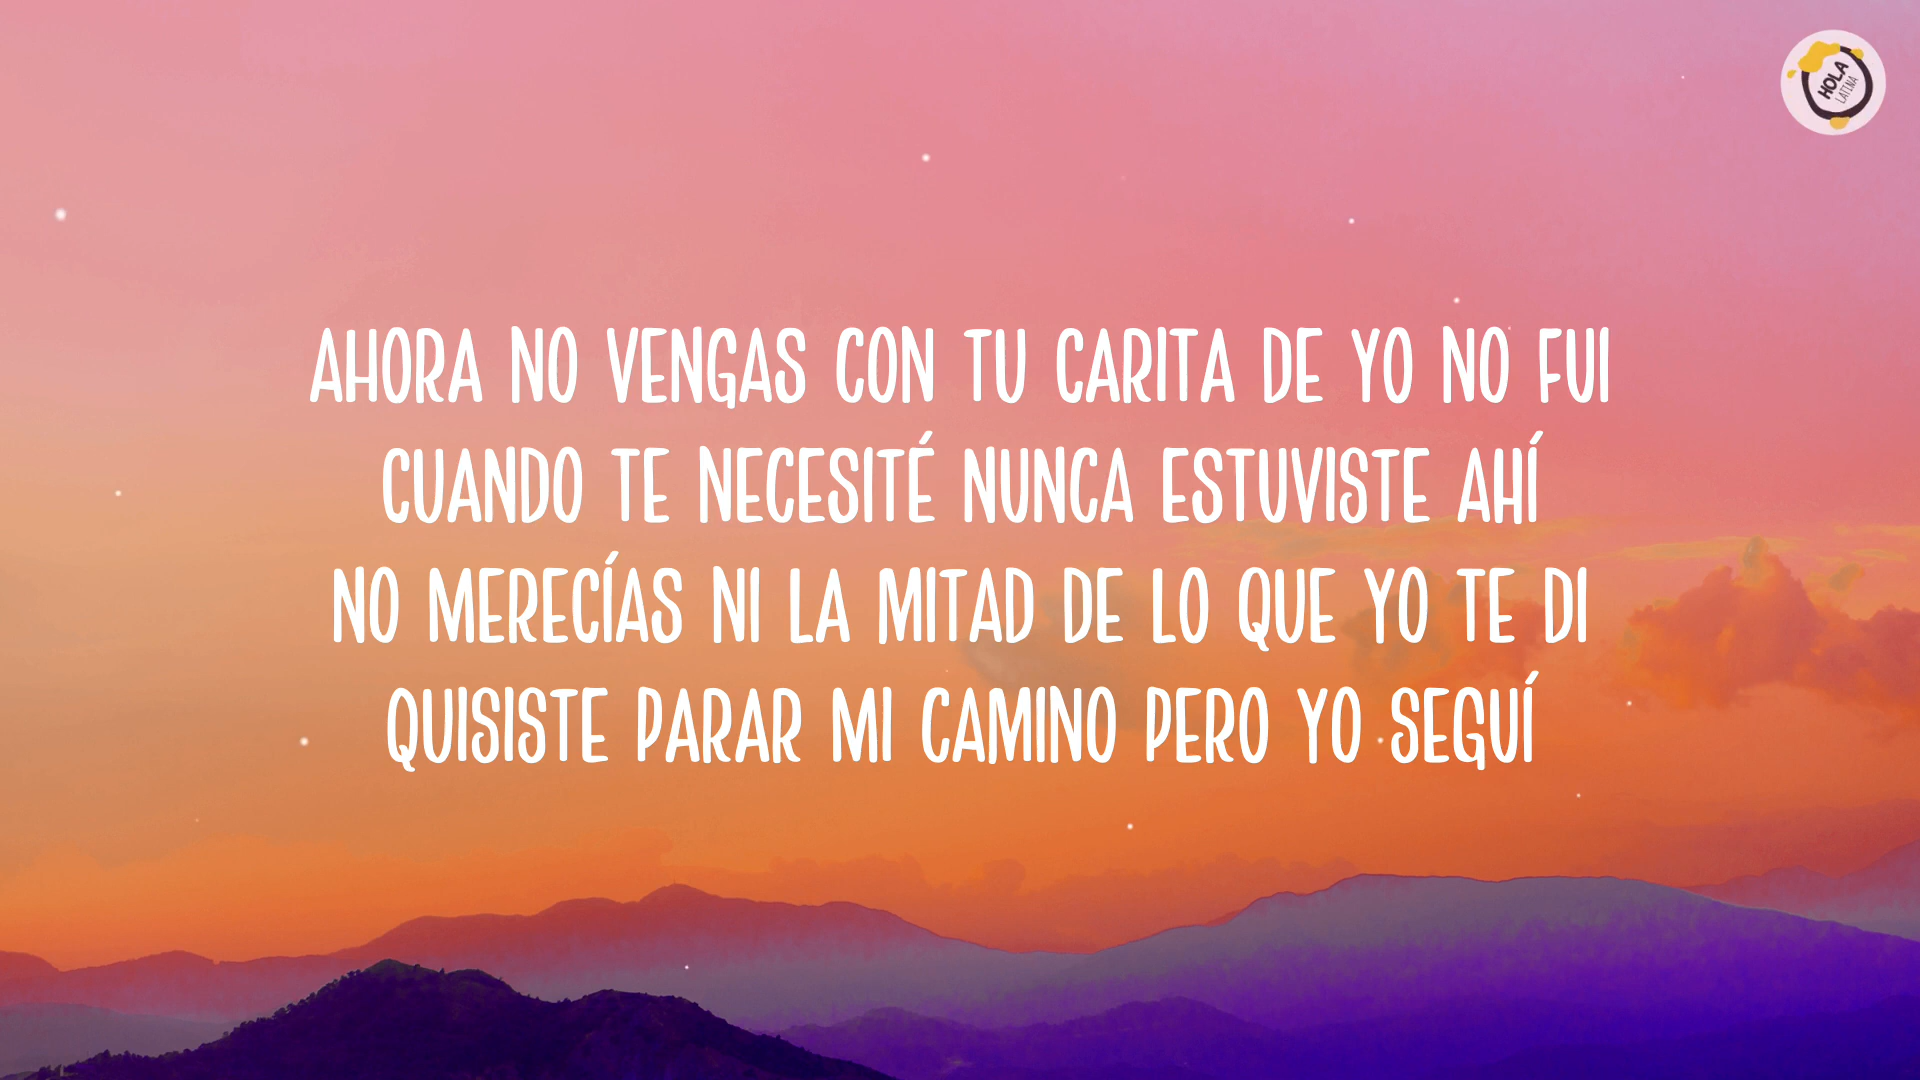 HOLA
LATINA
AHORA NO VENGAS CON TU CARITA DE YO NO FUI
CUANDO TE NECESITÉ NUNCA ESTUVISTE AHÍ
NO MERECÍAS NI LA MITAD DE LO QUE YO TE DI
QUISISTE PARAR MI CAMINO PERO YO SEGUÍ